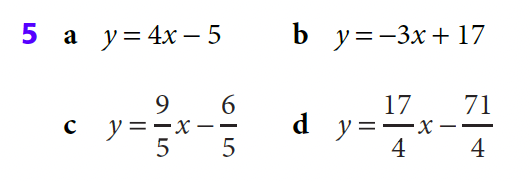 5 a y = 4x − 5 b y = −3x + 17
c y = 9/5 x − 6/5 d y = 17/4 x − 71/4